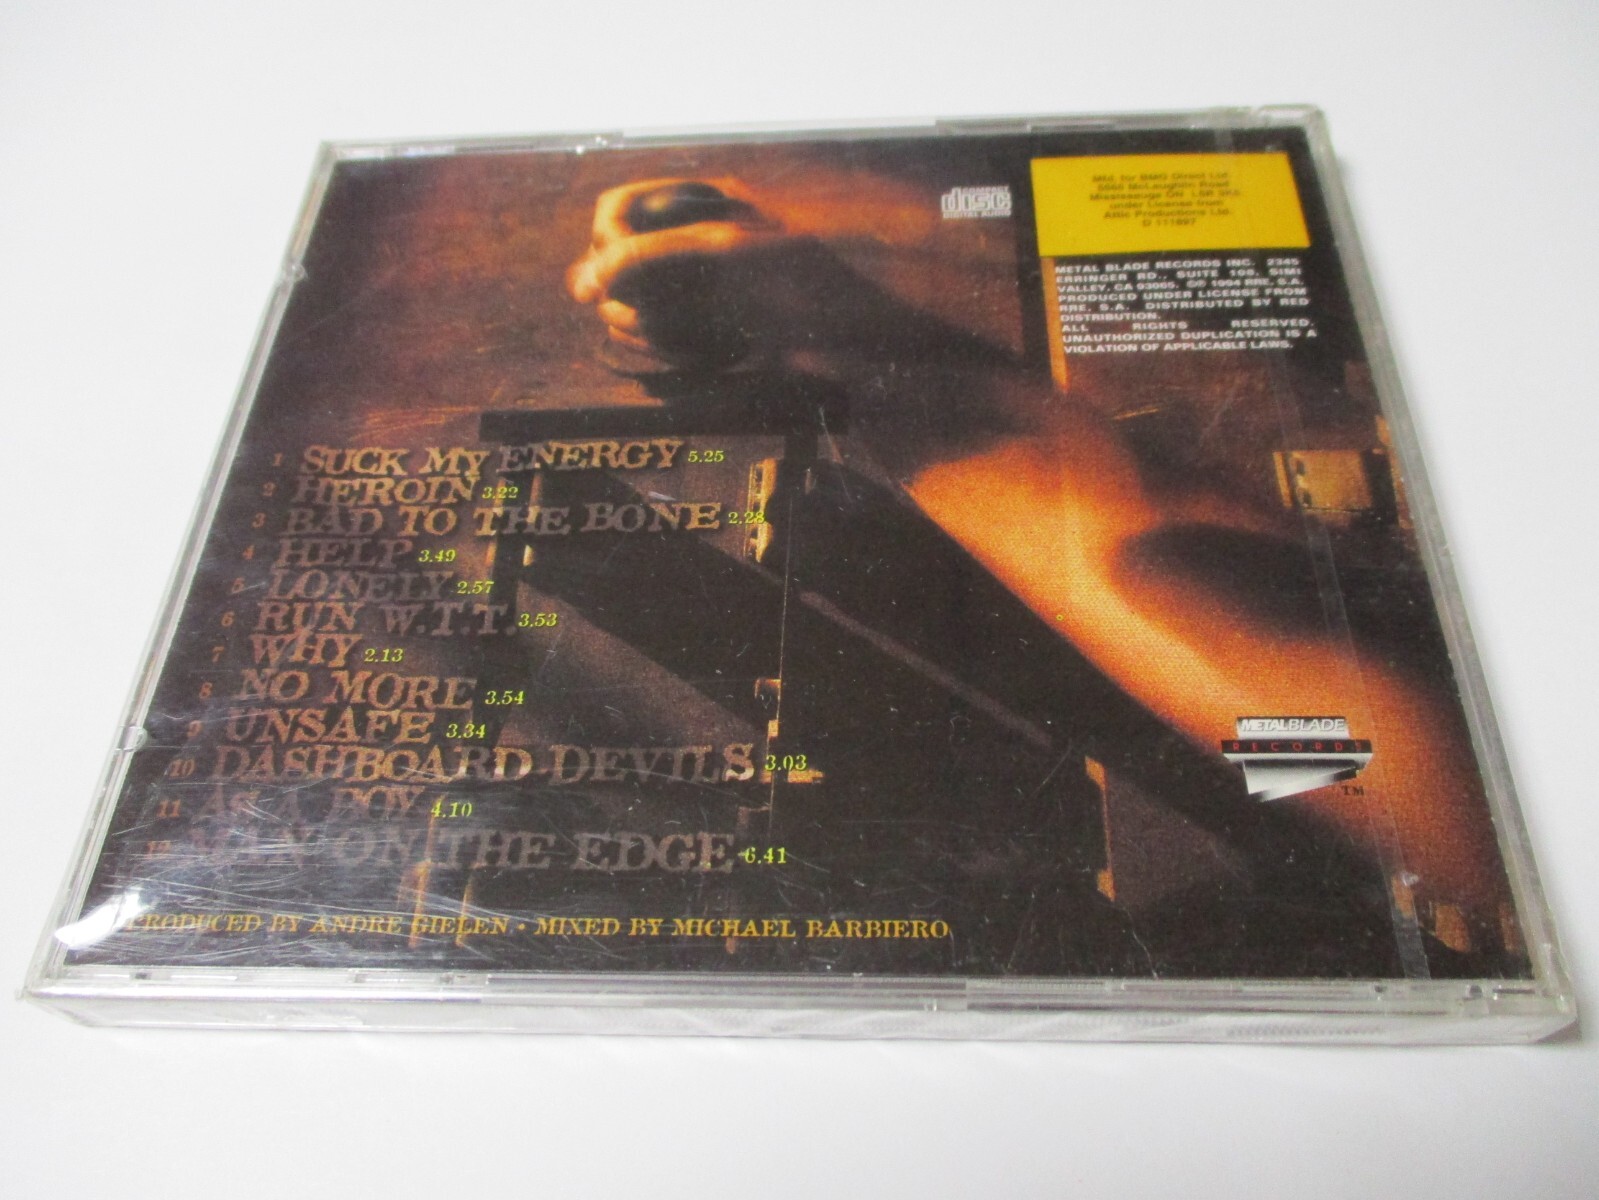 COMPACT
disc
DIGITAL AUDIO
Mfd. for BMG Direct Ltd.
McLaughlin Road
Mississauga ON L5R
under License from
Attic Productions Ltd.
D 111897
METAL BLADE RECORDS INC. 2345
ERRINGER RD., SUITE 108, SIMI
VALLEY, CA 93065. ©℗ 1994 RRE, S.A.
PRODUCED UNDER LICENSE FROM
RRE, S.A. DISTRIBUTED BY RED
DISTRIBUTION.
ALL RIGHTS RESERVED.
UNAUTHORIZED DUPLICATION IS A
VIOLATION OF APPLICABLE LAWS.
1 SUCK MY ENERGY 5.25
2 HEROIN 3.22
3 BAD TO THE BONE 2.28
4 HELP 3.49
5 LONELY 2.57
6 RUN W.T.T. 3.53
7 WHY 2.13
8 NO MORE 3.54
9 UNSAFE 3.34
10 DASHBOARD DEVILS 3.03
11 AS A BOY 4.10
12 MAN ON THE EDGE 6.41
METALBLADE
RECORDS
TM
PRODUCED BY ANDRE GIELEN · MIXED BY MICHAEL BARBIERO